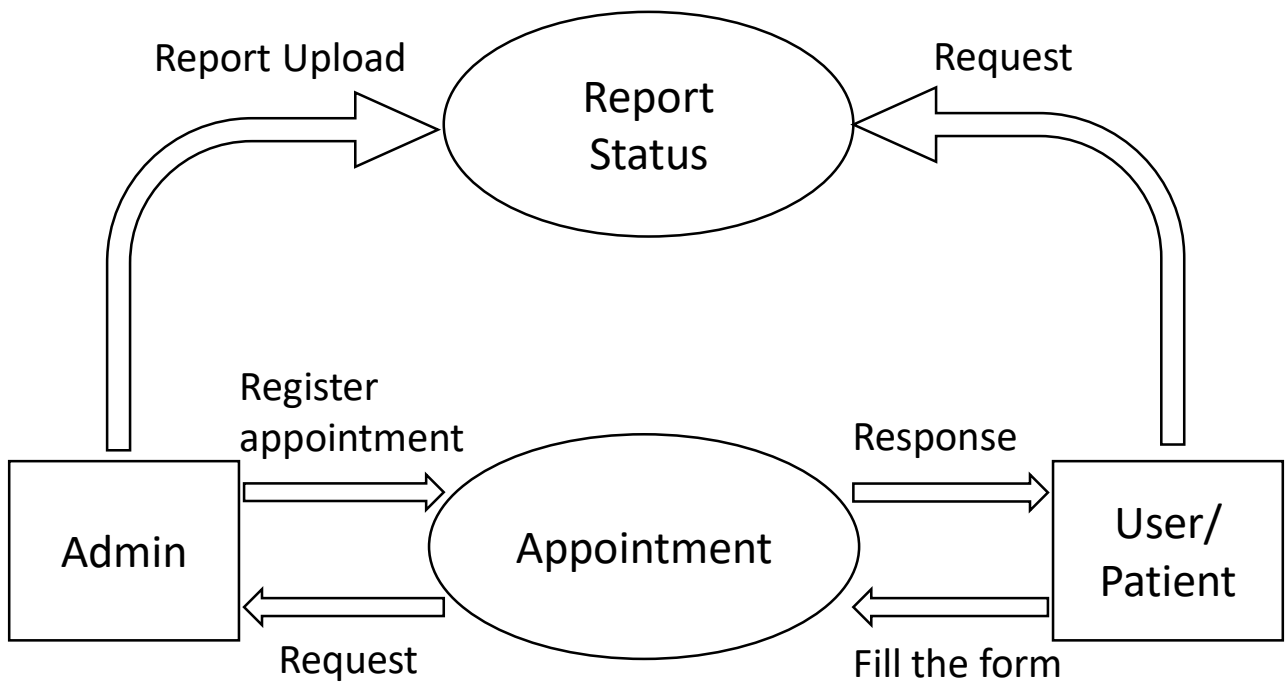 Report Upload
Request
Report
Status
Register
appointment
Response
Admin
Appointment
User/
Patient
Request
Fill the form